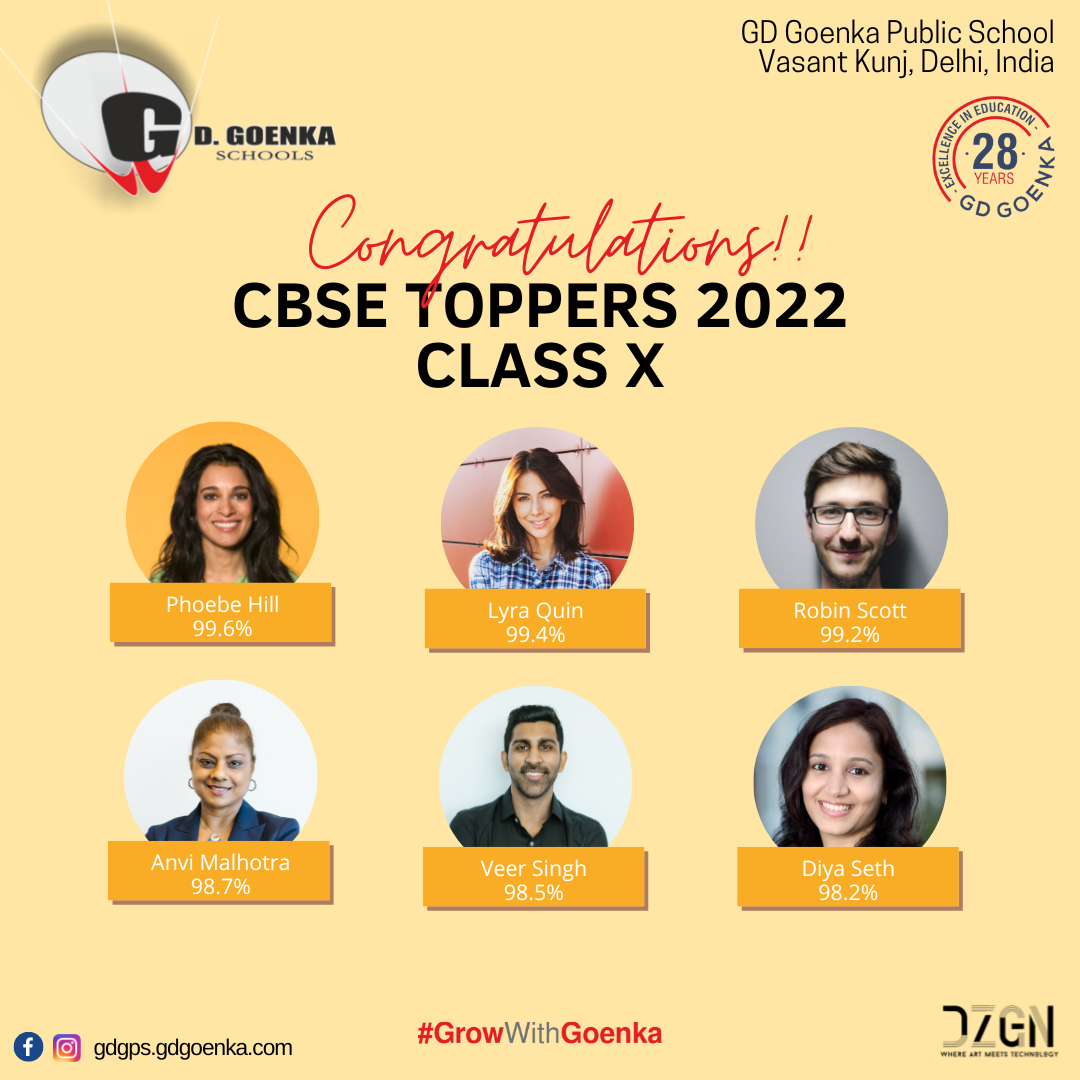 GD Goenka Public School
Vasant Kunj, Delhi, India
G D. GOENKA
SCHOOLS
- EXCELLENCE IN EDUCATION -
28
YEARS
GD GOENKA
Congratulations!!
CBSE TOPPERS 2022
CLASS X
Phoebe Hill
99.6%
Lyra Quin
99.4%
Robin Scott
99.2%
Anvi Malhotra
98.7%
Veer Singh
98.5%
Diya Seth
98.2%
#GrowWithGoenka
gdgps.gdgoenka.com
DZGN
WHERE ART MEETS TECHNOLOGY